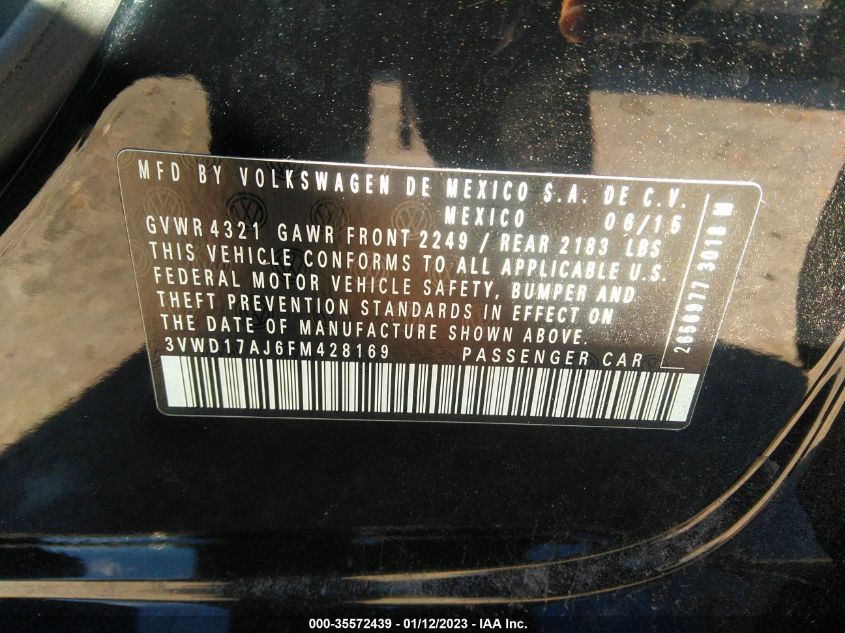 MFD BY VOLKSWAGEN DE MEXICO S.A. DE C.V.
MEXICO 06/15
GVWR 4321 GAWR FRONT 2249 / REAR 2183 LBS
THIS VEHICLE CONFORMS TO ALL APPLICABLE U.S.
FEDERAL MOTOR VEHICLE SAFETY, BUMPER AND
THEFT PREVENTION STANDARDS IN EFFECT ON
THE DATE OF MANUFACTURE SHOWN ABOVE.
3VWD17AJ6FM428169 PASSENGER CAR
3018 M
000-35572439 - 01/12/2023 - IAA Inc.